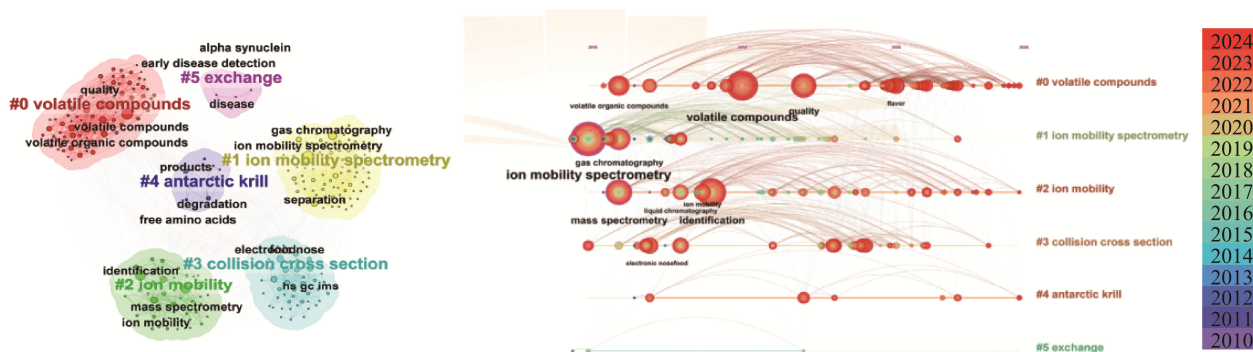 alpha synuclein
early disease detection
#5 exchange
disease
quality
#0 volatile compounds
volatile compounds
volatile organic compounds
gas chromatography
ion mobility spectrometry
#1 ion mobility spectrometry
separation
products
#4 antarctic krill
degradation
free amino acids
#3 collision cross section
hs gc ims
identification
#2 ion mobility
mass spectrometry
ion mobility
#0 volatile compounds
volatile organic compounds
quality
flavor
volatile compounds
#1 ion mobility spectrometry
gas chromatography
ion mobility spectrometry
#2 ion mobility
ion mobility
liquid chromatography
mass spectrometry
identification
#3 collision cross section
electronic nosefood
#4 antarctic krill
#5 exchange
2024
2023
2022
2021
2020
2019
2018
2017
2016
2015
2014
2013
2012
2011
2010